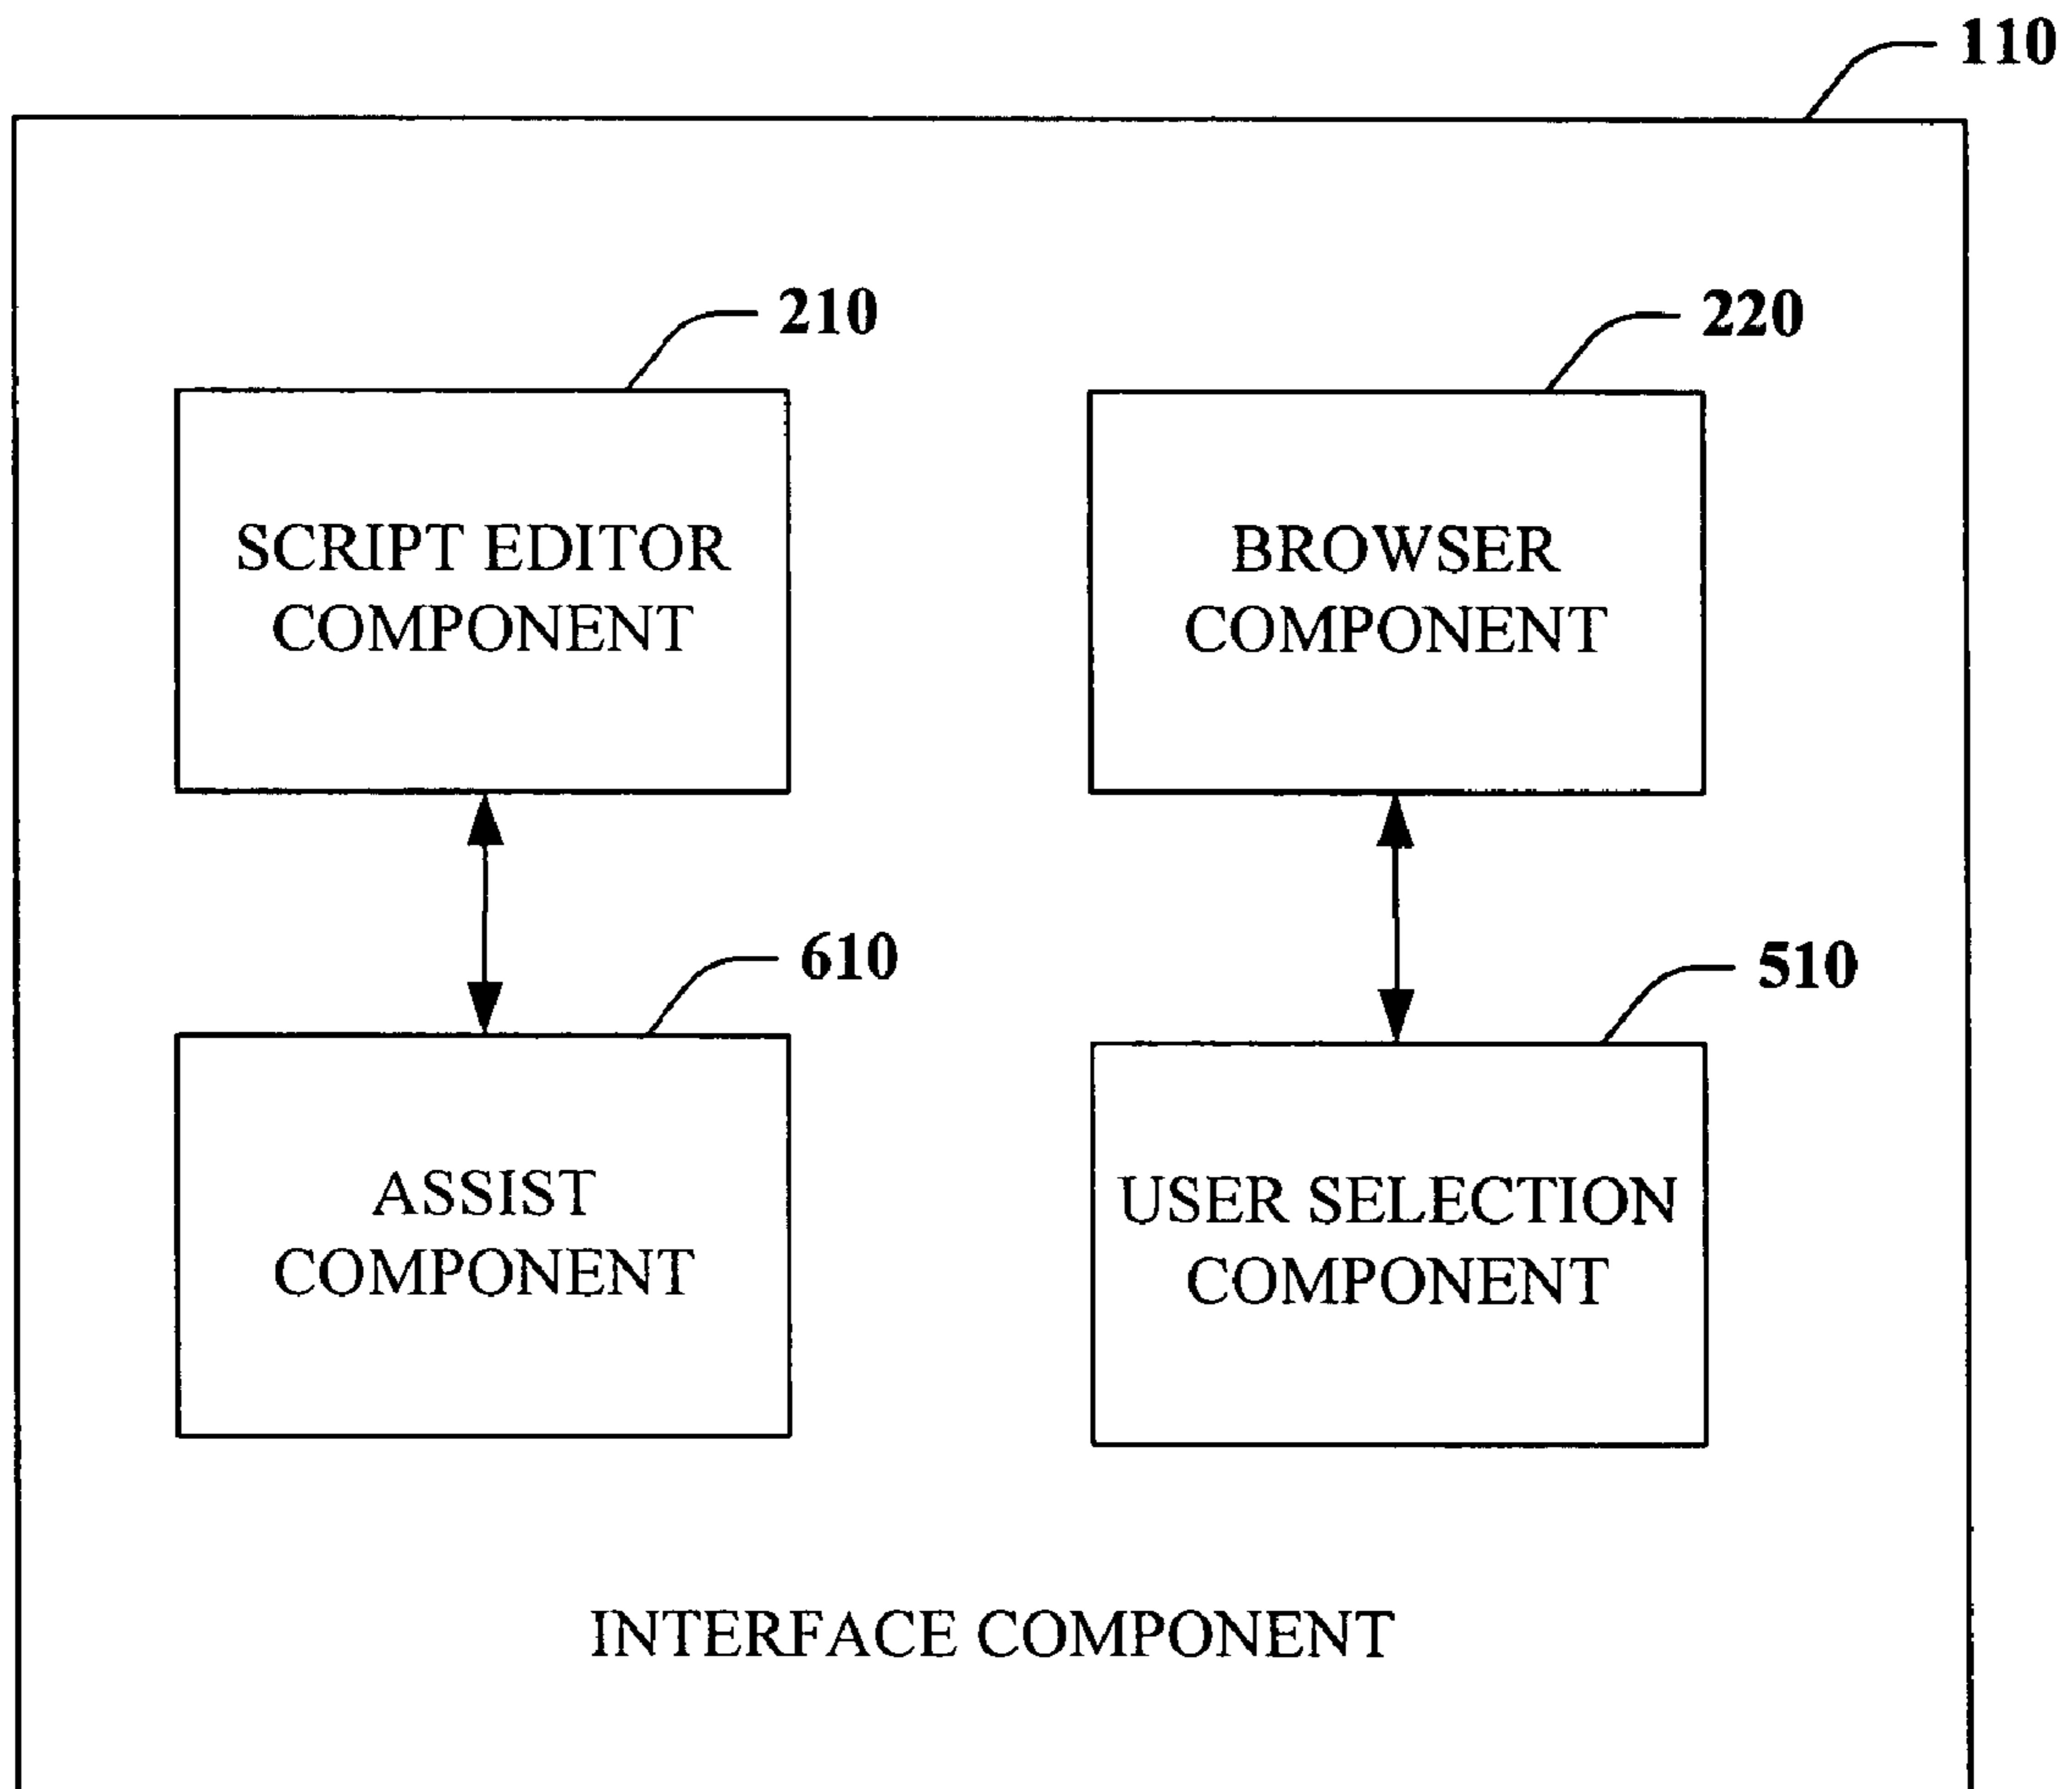 110
210
220
SCRIPT EDITOR
COMPONENT
BROWSER
COMPONENT
610
510
ASSIST
COMPONENT
USER SELECTION
COMPONENT
INTERFACE COMPONENT